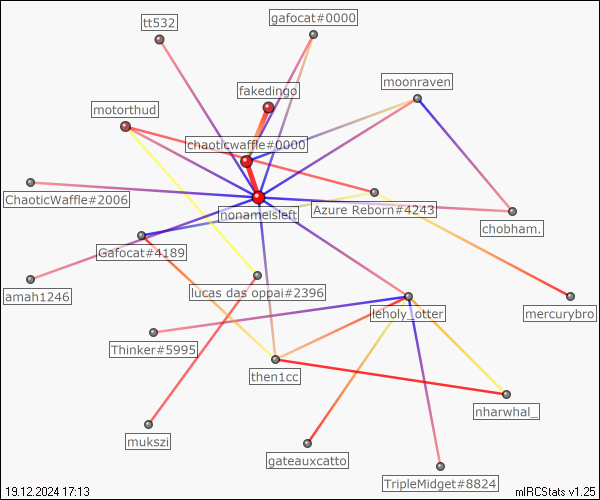 tt532
gafocat#0000
moonraven
fakedingo
motorthud
chaoticwaffle#0000
ChaoticWaffle#2006
nonameisleft
Azure Reborn#4243
chobham.
Gafocat#4189
amah1246
lucas das oppai#2396
leholy_otter
mercurybro
Thinker#5995
then1cc
nharwhal_
mukszi
gateauxcatto
TripleMidget#8824
19.12.2024 17:13
mIRCStats v1.25